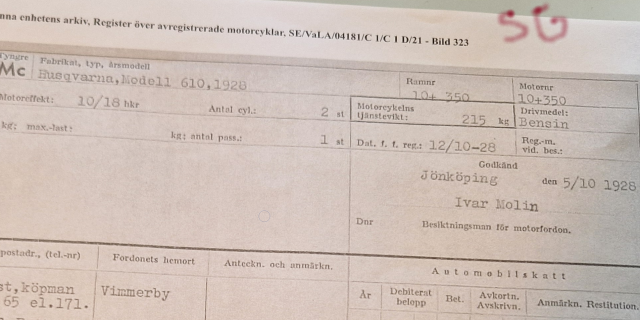 nna enhetens arkiv, Register över avregistrerade motorcyklar, SE/VaLA/04181/C 1/C 1 D/21 - Bild 323
SG
Tyngre
Mc
Fabrikat, typ, årsmodell
Husqvarna, Modell 610, 1928
Ramnr
10+ 350
Motornr
10+350
Motoreffekt: 10/18 hkr
Antal cyl.: 2 st
Motorcykelns
tjänstevikt: 215 kg
Drivmedel:
Bensin
kg; max.-last:
kg; antal pass.: 1 st
Dat. f. f. reg.: 12/10-28
Reg.-m.
vid. bes.:
Godkänd
Jönköping den 5/10 1928
Ivar Molin
Dnr
Besiktningsman för motorfordon.
postadr., (tel.-nr)
Fordonets hemort
Anteckn. och anmärkn.
Automobilskatt
st, köpman
65 el.171.
Vimmerby
År
Debiterat
belopp
Bet.
Avkortn.
Avskrivn.
Anmärkn. Restitution.